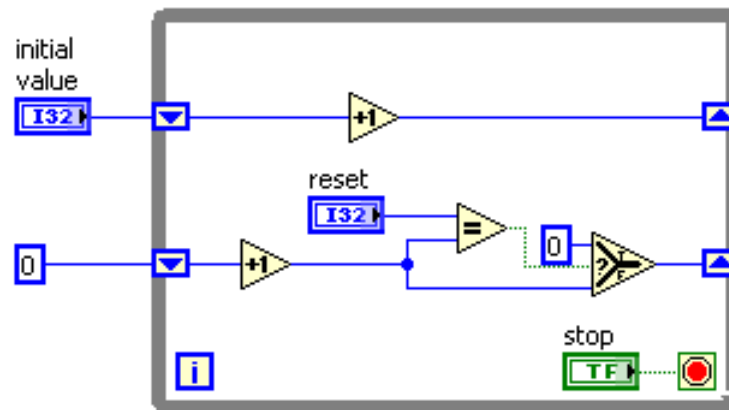 initial
value
I32
+1
reset
I32
=
0
? T F
0
+1
i
stop
TF